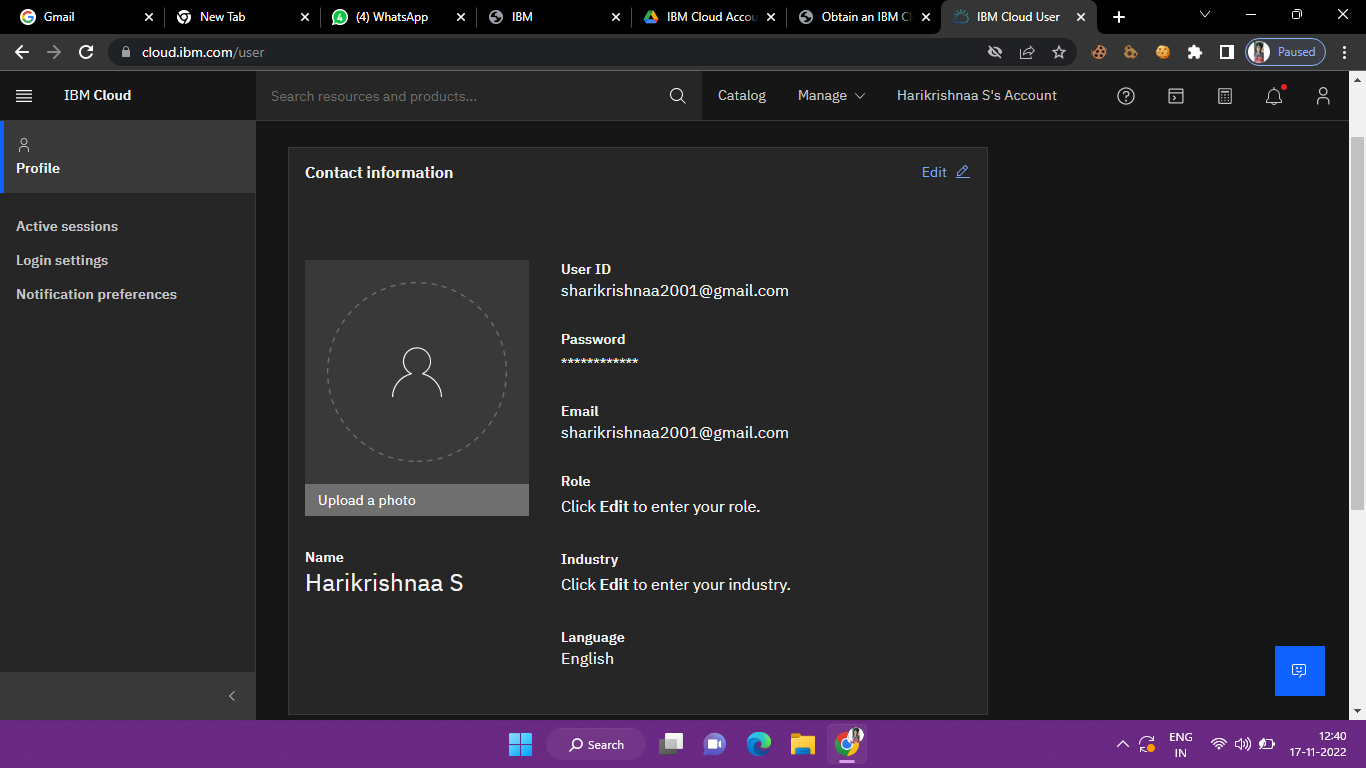 Gmail
New Tab
(4) WhatsApp
IBM
IBM Cloud Accou
Obtain an IBM Cl
IBM Cloud User
cloud.ibm.com/user
Paused
IBM Cloud
Search resources and products...
Catalog
Manage
Harikrishnaa S's Account
Profile
Active sessions
Login settings
Notification preferences
Contact information
Edit
User ID
sharikrishnaa2001@gmail.com
Password
************
Email
sharikrishnaa2001@gmail.com
Role
Click Edit to enter your role.
Upload a photo
Name
Harikrishnaa S
Industry
Click Edit to enter your industry.
Language
English
Search
ENG
IN
12:40
17-11-2022